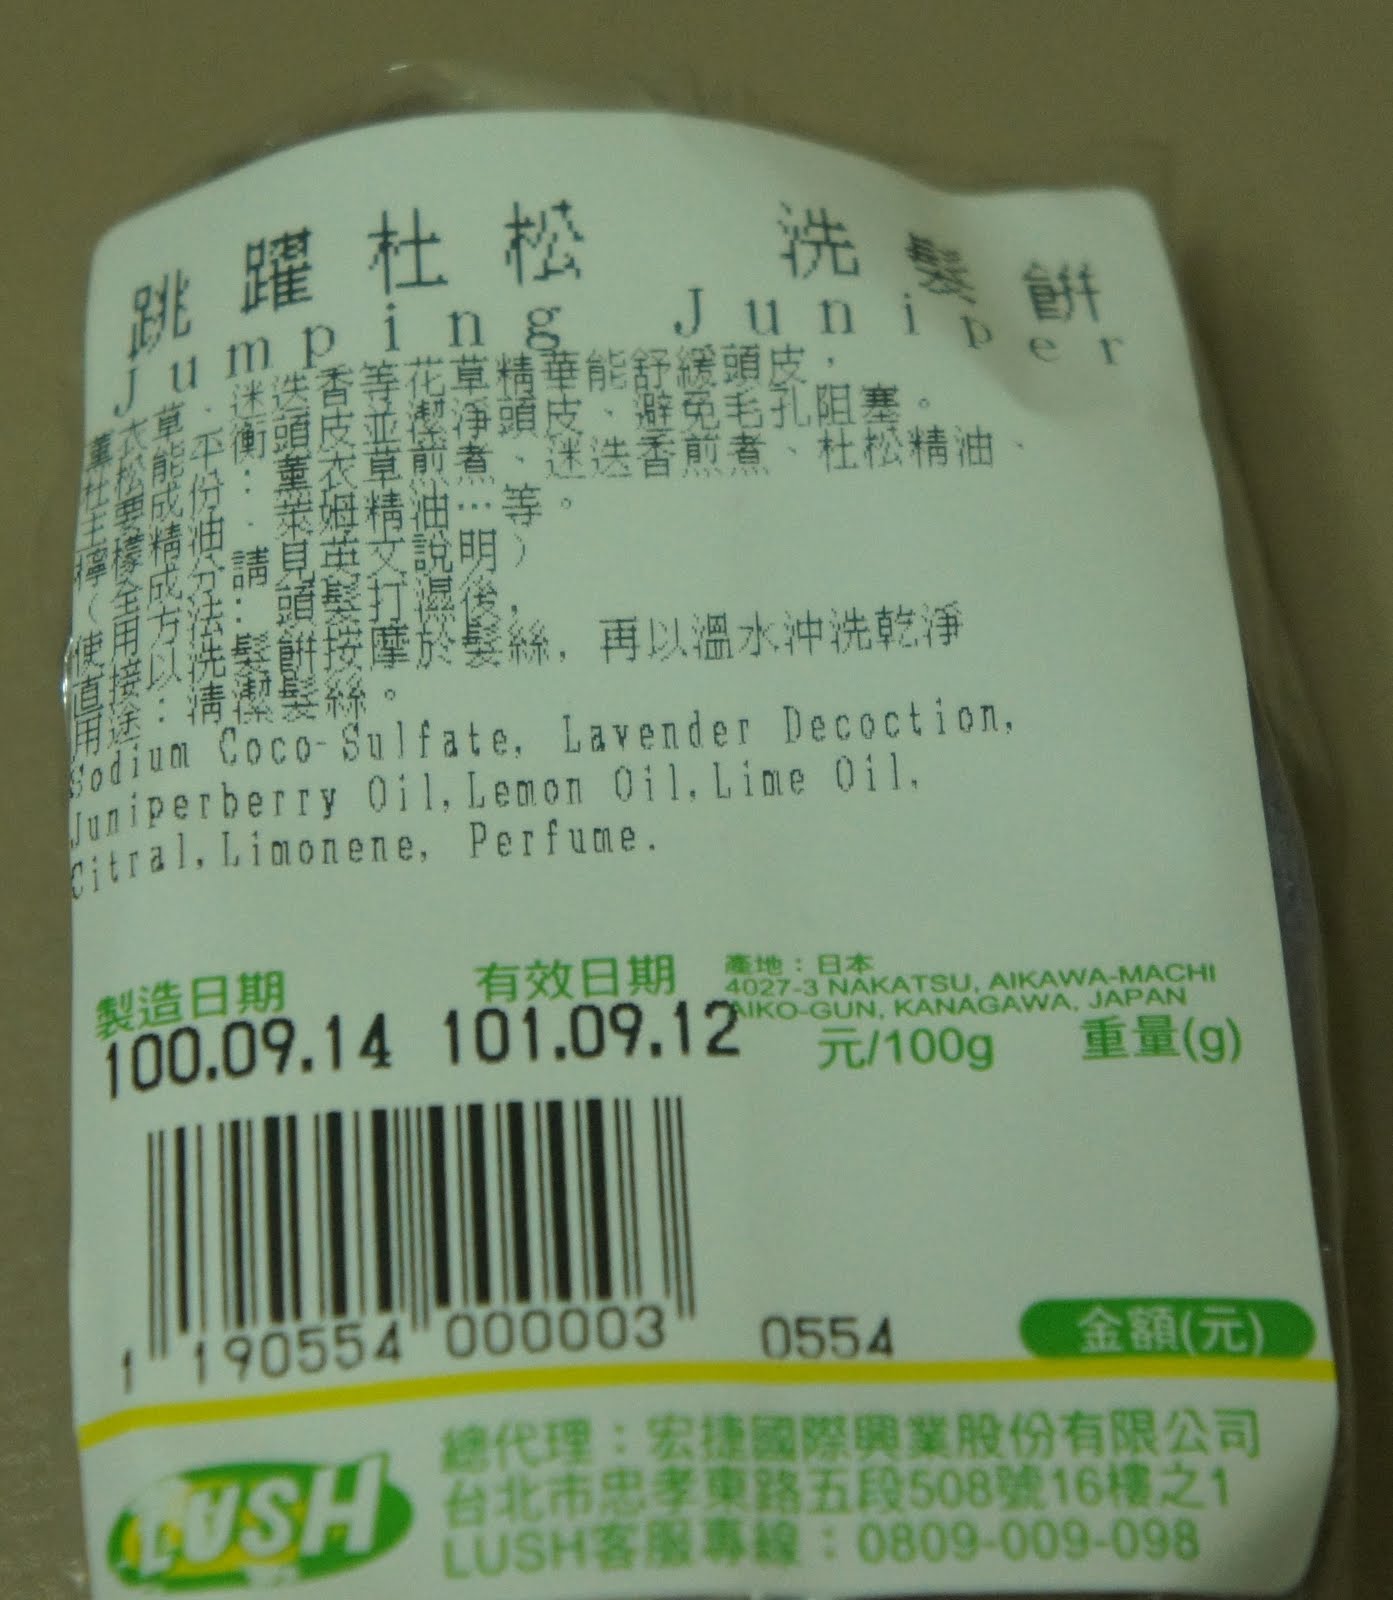 跳躍杜松 洗髮餅
Jumping Juniper
薰衣草．迷迭香等花草精華能舒緩頭皮，
杜松能平衡頭皮並潔淨頭皮、避免毛孔阻塞。
主要成份：薰衣草煎煮、迷迭香煎煮、杜松精油、
檸檬精油．萊姆精油…等。
(全成分請見英文說明)
使用方法：頭髮打濕後，
直接以洗髮餅按摩於髮絲，再以溫水沖洗乾淨
用途：清潔髮絲。
Sodium Coco-Sulfate, Lavender Decoction,
Juniperberry Oil,Lemon Oil,Lime Oil,
Citral,Limonene, Perfume.
製造日期 有效日期 產地：日本
4027-3 NAKATSU, AIKAWA-MACHI
AIKO-GUN, KANAGAWA, JAPAN
100.09.14 101.09.12 元/100g 重量(g)
1 190554 000003 0554
金額(元)
LUSH
總代理：宏捷國際興業股份有限公司
台北市忠孝東路五段508號16樓之1
LUSH客服專線：0809-009-098